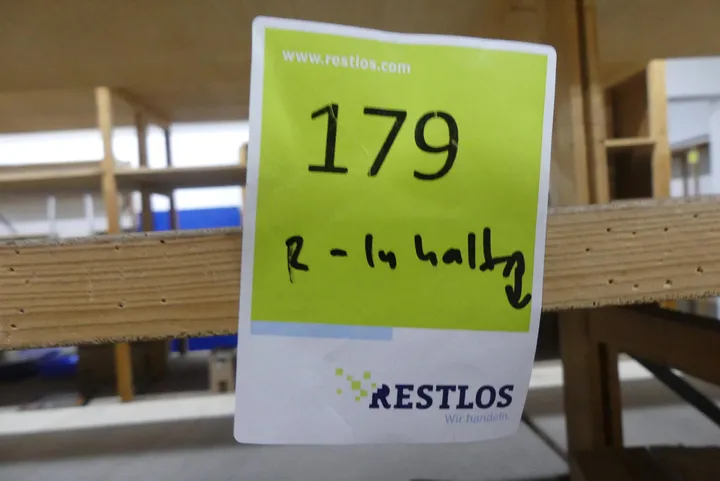 www.restlos.com
179
R - Inhalt
RESTLOS
Wir handeln.